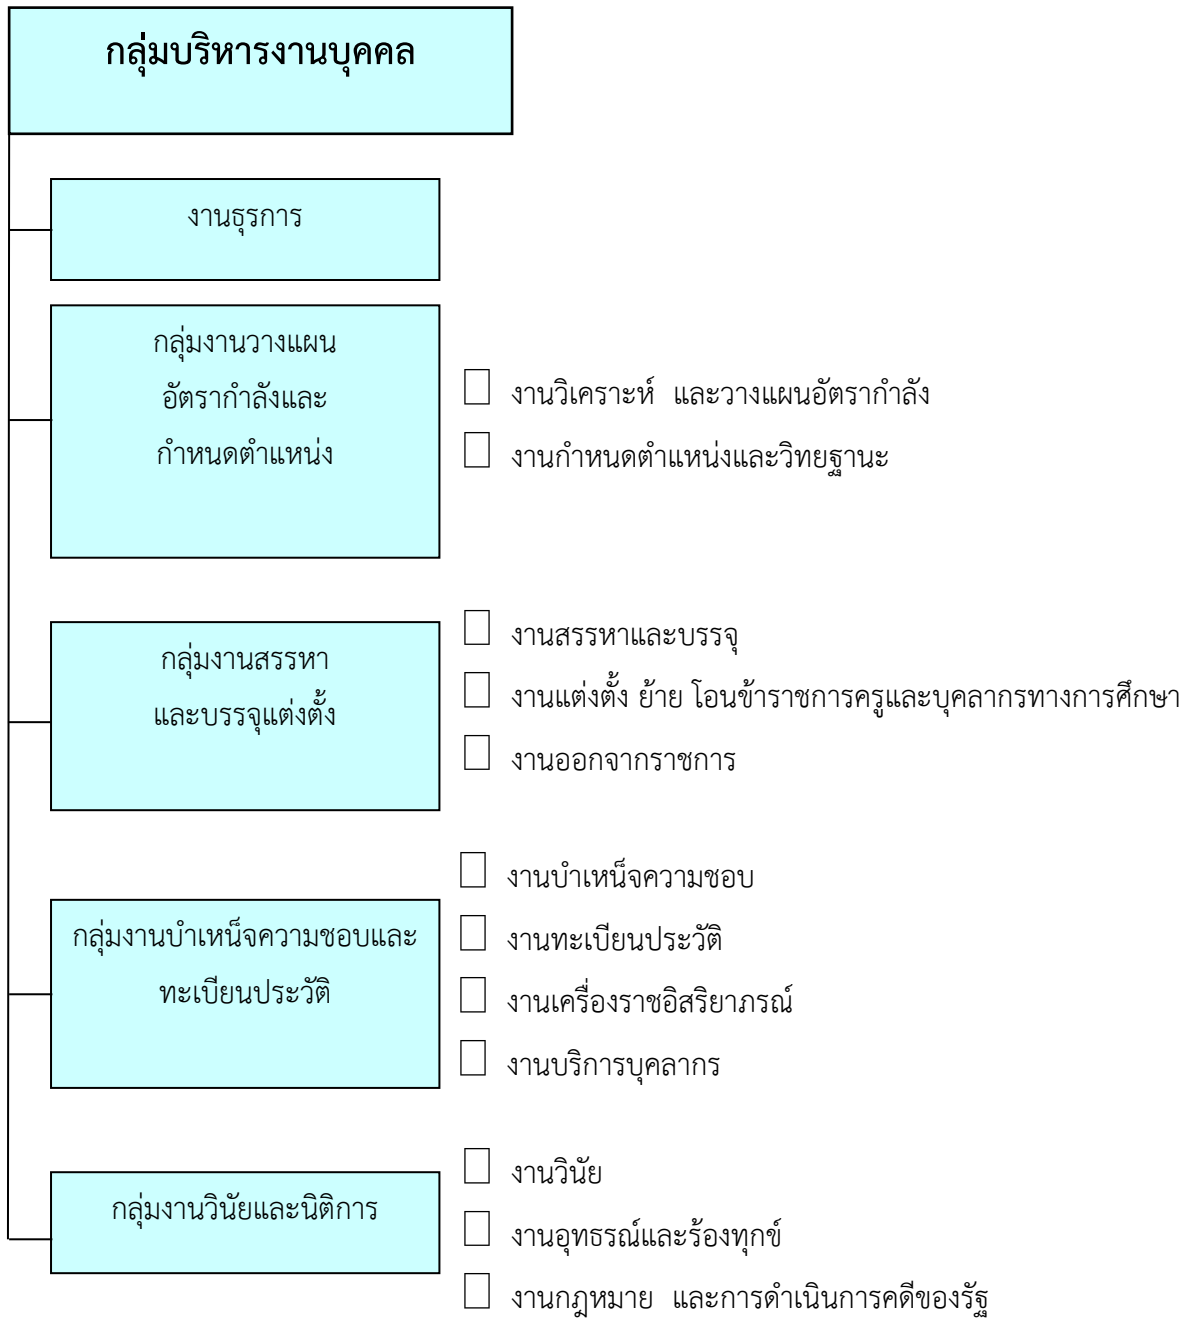 กลุ่มบริหารงานบุคคล
งานธุรการ
กลุ่มงานวางแผน
อัตรากำลังและ
กำหนดตำแหน่ง
งานวิเคราะห์  และวางแผนอัตรากำลัง
งานกำหนดตำแหน่งและวิทยฐานะ
กลุ่มงานสรรหา
และบรรจุแต่งตั้ง
งานสรรหาและบรรจุ
งานแต่งตั้ง ย้าย โอนข้าราชการครูและบุคลากรทางการศึกษา
งานออกจากราชการ
กลุ่มงานบำเหน็จความชอบและ
ทะเบียนประวัติ
งานบำเหน็จความชอบ
งานทะเบียนประวัติ
งานเครื่องราชอิสริยาภรณ์
งานบริการบุคลากร
กลุ่มงานวินัยและนิติการ
งานวินัย
งานอุทธรณ์และร้องทุกข์
งานกฎหมาย  และการดำเนินการคดีของรัฐ